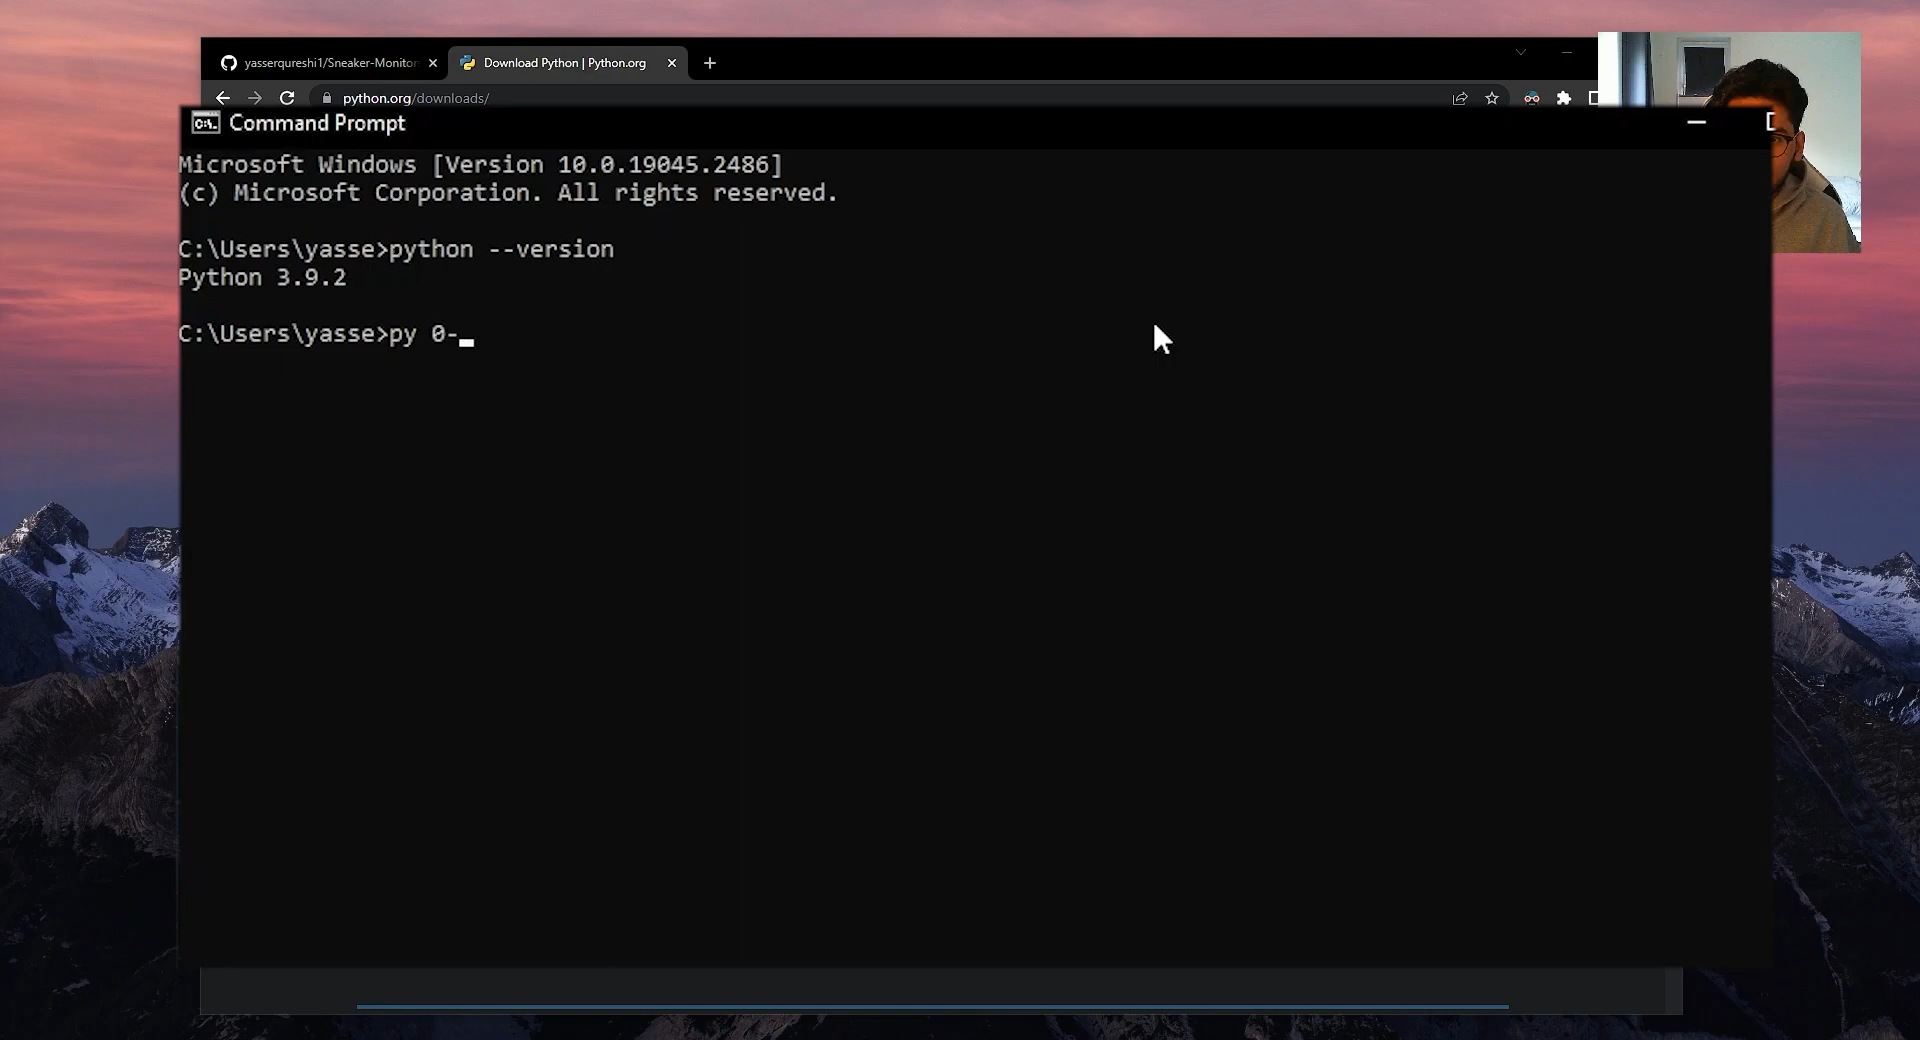 yasserqureshi1/Sneaker-Monitor
Download Python | Python.org
python.org/downloads/
C:\.
Command Prompt
Microsoft Windows [Version 10.0.19045.2486]
(c) Microsoft Corporation. All rights reserved.
C:\Users\yasse>python --version
Python 3.9.2
C:\Users\yasse>py 0-_